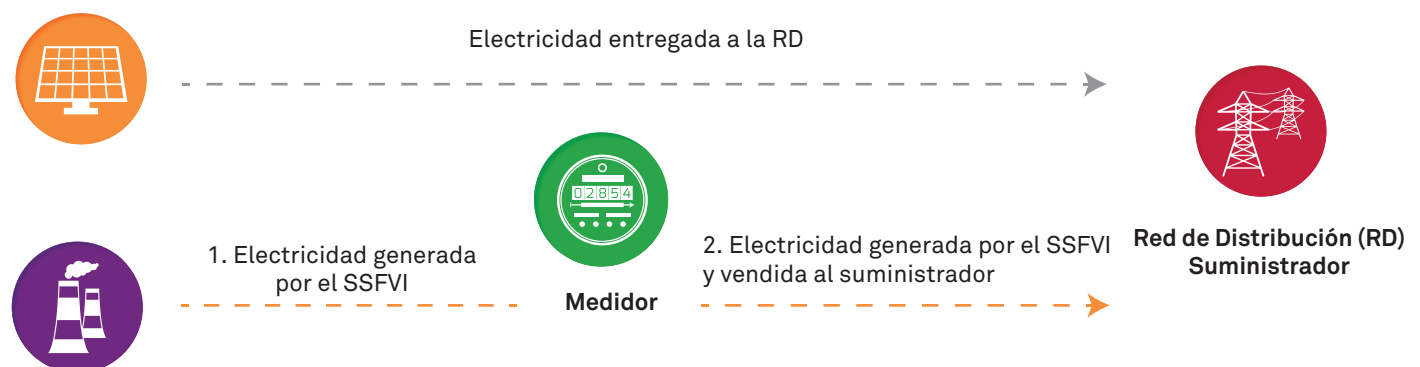 Electricidad entregada a la RD
02854
1. Electricidad generada
por el SSFVI
Medidor
2. Electricidad generada por el SSFVI
y vendida al suministrador
Red de Distribución (RD)
Suministrador